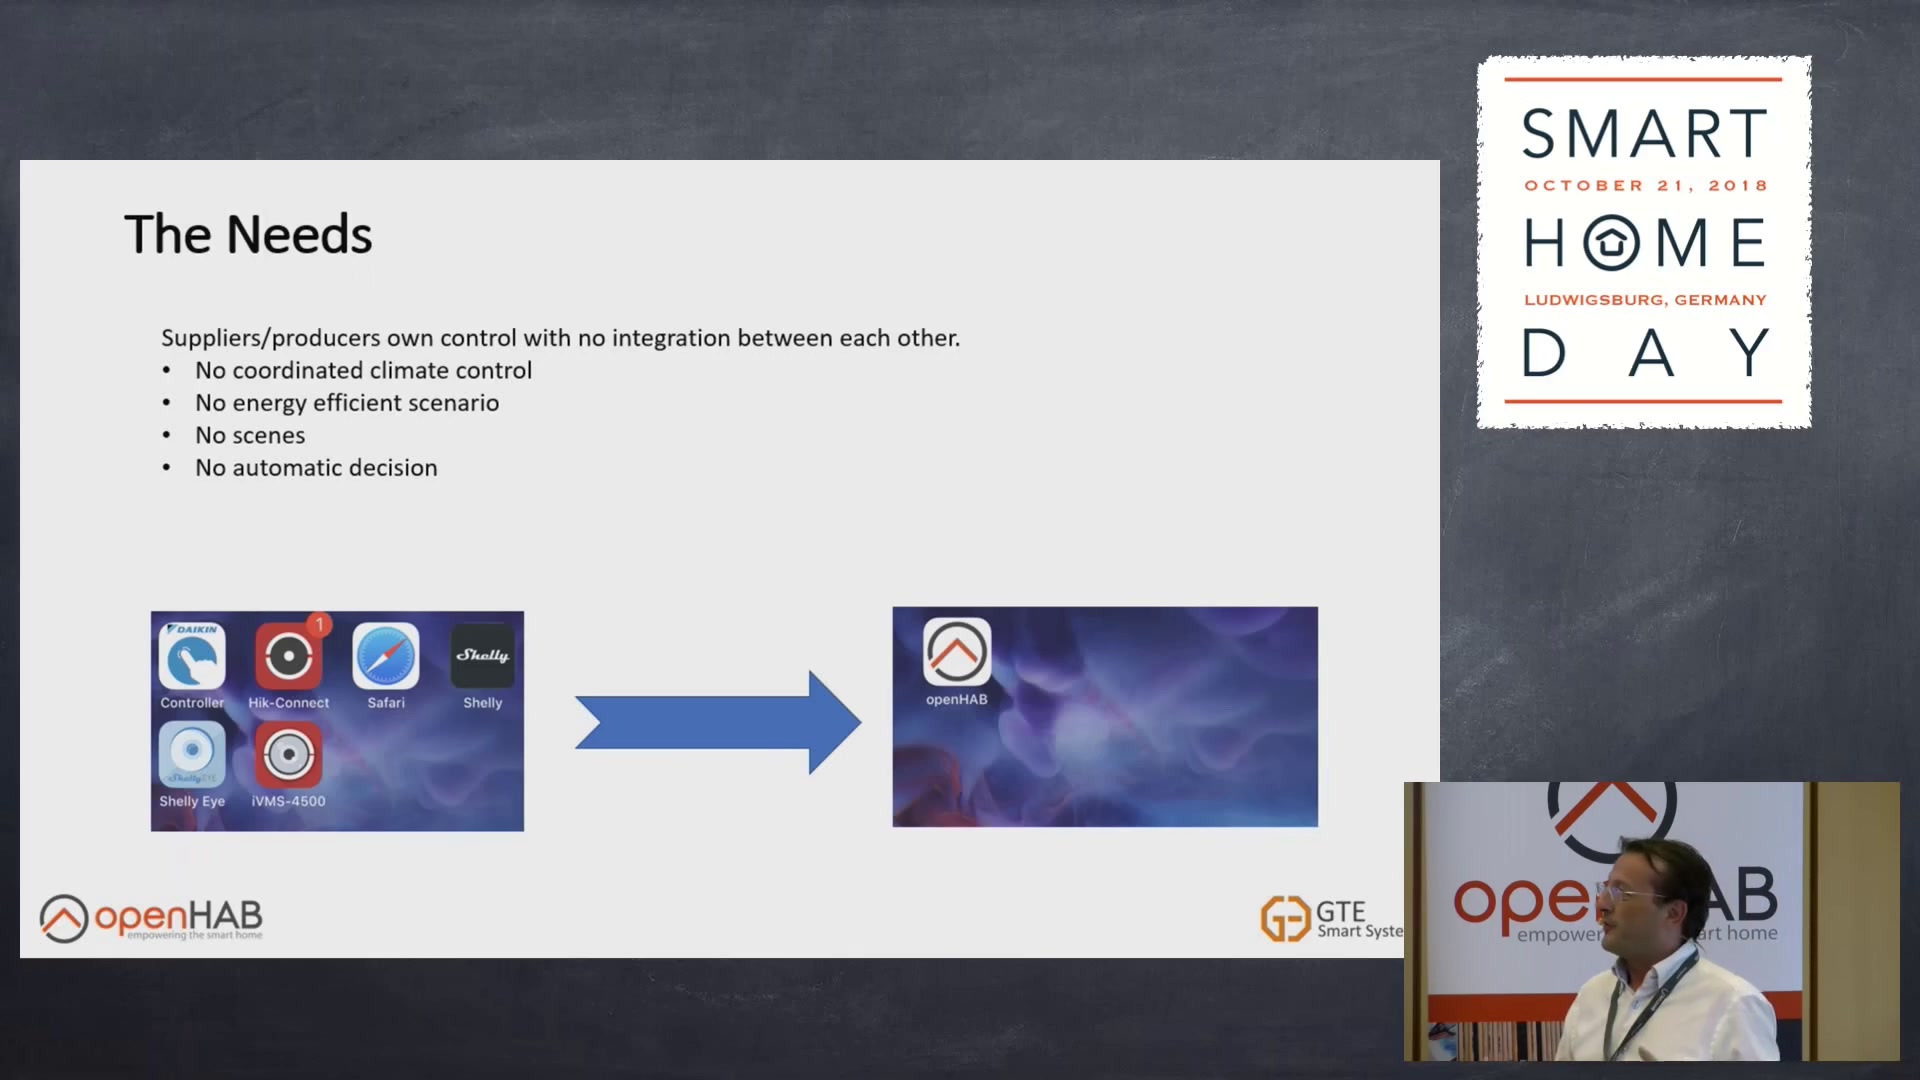 The Needs
Suppliers/producers own control with no integration between each other.
• No coordinated climate control
• No energy efficient scenario
• No scenes
• No automatic decision
DAIKIN
1
Shelly
Controller
Hik-Connect
Safari
Shelly
ShellyEYE
Shelly Eye
iVMS-4500
openHAB
openHAB
empowering the smart home
GTE
Smart Syste
SMART
OCTOBER 21, 2018
HOME
LUDWIGSBURG, GERMANY
DAY
ope AB
empower art home